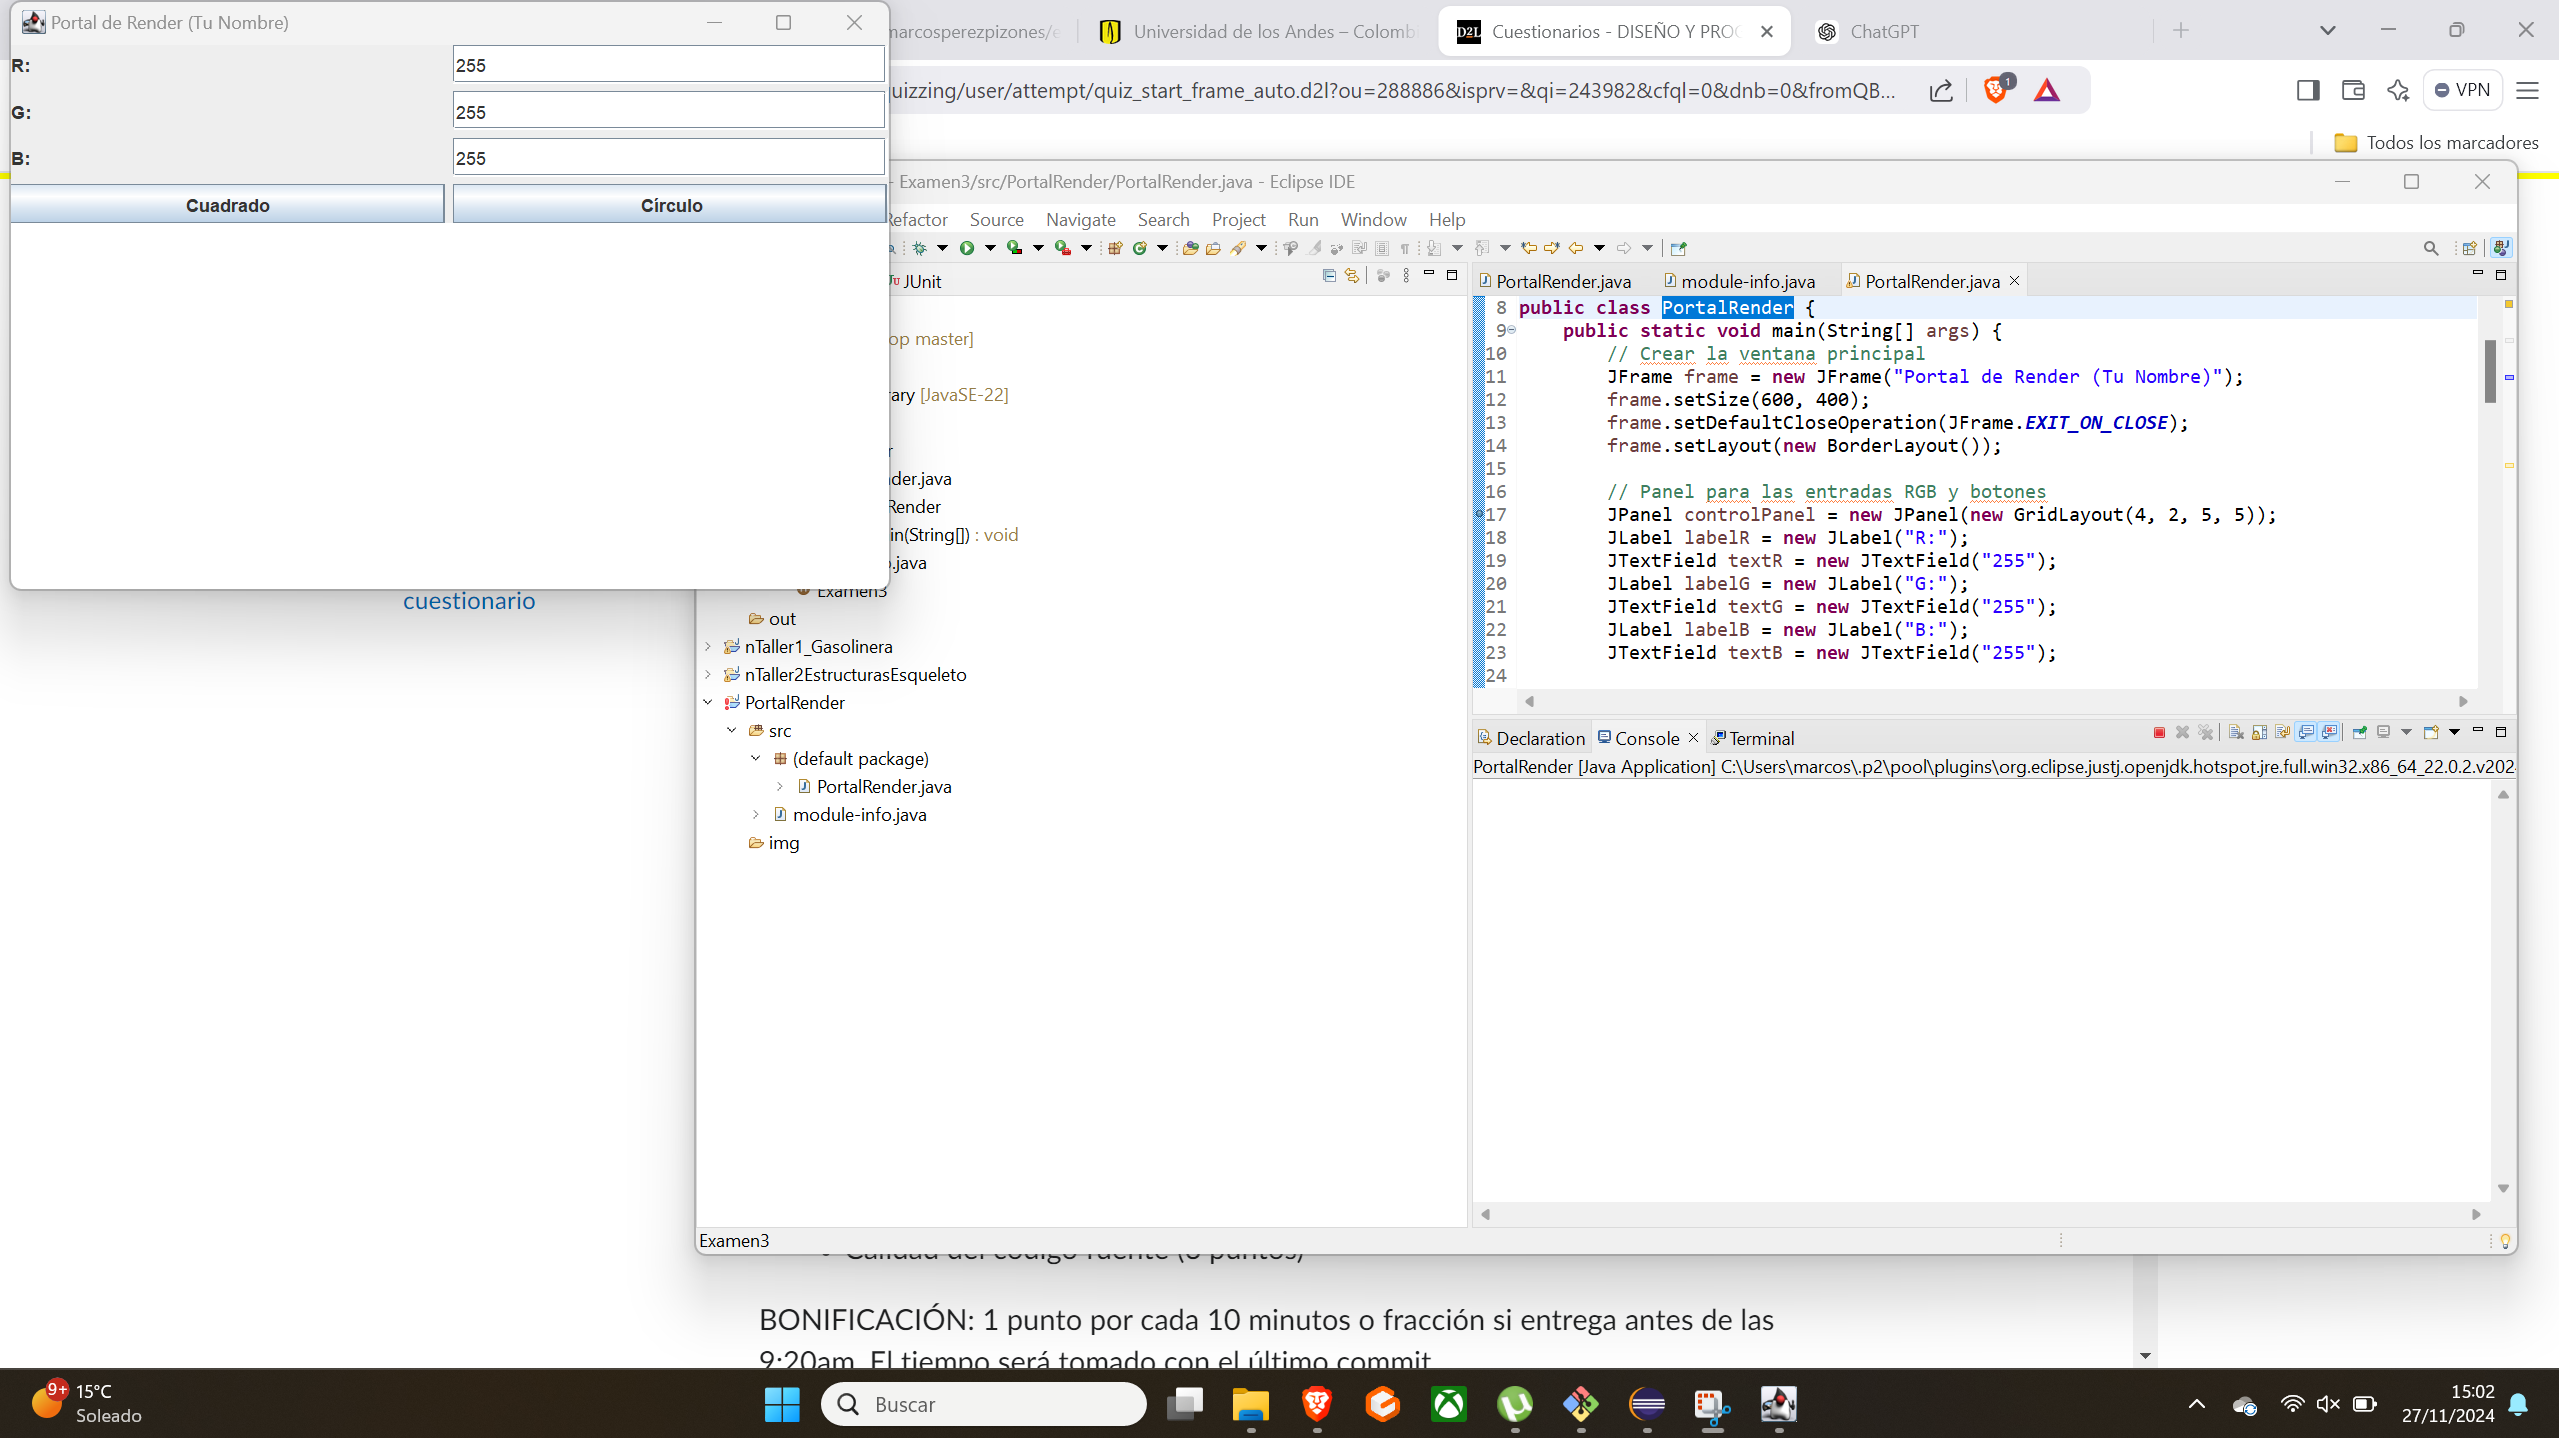 Portal de Render (Tu Nombre)
R:
255
G:
255
B:
255
Cuadrado
Círculo
marcosperezpizones/e
Universidad de los Andes – Colomb
D2L
Cuestionarios - DISEÑO Y PRO
ChatGPT
uizzing/user/attempt/quiz_start_frame_auto.d2l?ou=288886&isprv=&qi=243982&cfql=0&dnb=0&fromQB...
1
VPN
Todos los marcadores
- Examen3/src/PortalRender/PortalRender.java - Eclipse IDE
Refactor
Source
Navigate
Search
Project
Run
Window
Help
JUnit
op master]
rary [JavaSE-22]
r
nder.java
Render
in(String[]) : void
o.java
Examen3
out
nTaller1_Gasolinera
nTaller2EstructurasEsqueleto
PortalRender
src
(default package)
PortalRender.java
module-info.java
img
PortalRender.java
module-info.java
PortalRender.java
8 public class PortalRender {
9 public static void main(String[] args) {
10 // Crear la ventana principal
11 JFrame frame = new JFrame("Portal de Render (Tu Nombre)");
12 frame.setSize(600, 400);
13 frame.setDefaultCloseOperation(JFrame.EXIT_ON_CLOSE);
14 frame.setLayout(new BorderLayout());
15
16 // Panel para las entradas RGB y botones
17 JPanel controlPanel = new JPanel(new GridLayout(4, 2, 5, 5));
18 JLabel labelR = new JLabel("R:");
19 JTextField textR = new JTextField("255");
20 JLabel labelG = new JLabel("G:");
21 JTextField textG = new JTextField("255");
22 JLabel labelB = new JLabel("B:");
23 JTextField textB = new JTextField("255");
24
Declaration
Console
Terminal
PortalRender [Java Application] C:\Users\marcos\.p2\pool\plugins\org.eclipse.justj.openjdk.hotspot.jre.full.win32.x86_64_22.0.2.v202
Examen3
cuestionario
Calidad del código fuente (8 puntos)
BONIFICACIÓN: 1 punto por cada 10 minutos o fracción si entrega antes de las
9:20am. El tiempo será tomado con el último commit
9+
15°C
Soleado
Buscar
15:02
27/11/2024